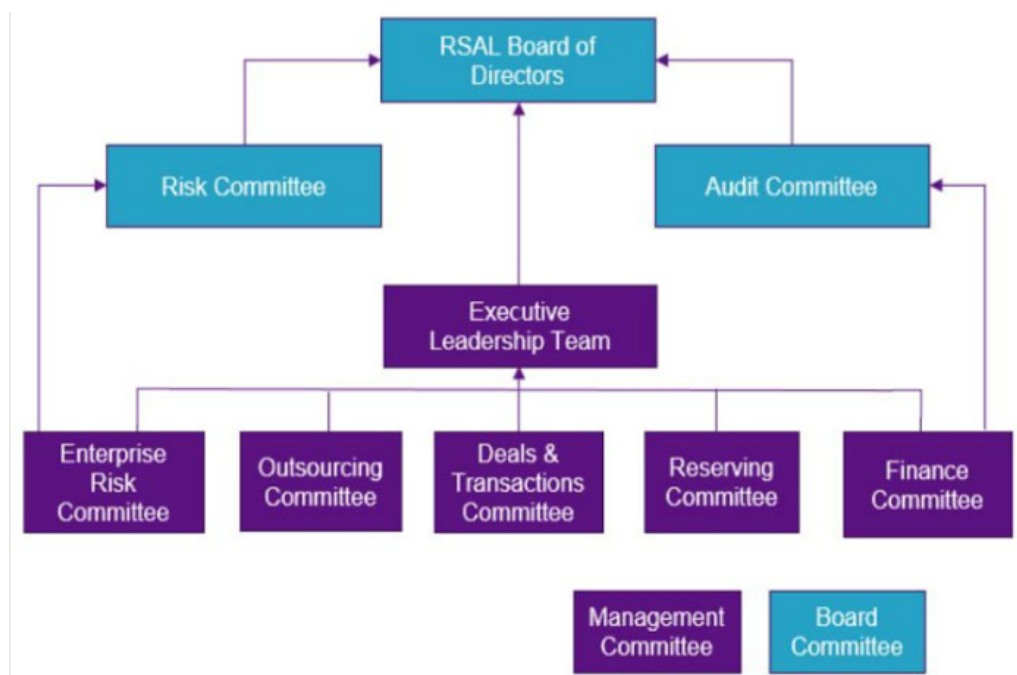 RSAL Board of
Directors
Risk Committee
Audit Committee
Executive
Leadership Team
Enterprise
Risk
Committee
Outsourcing
Committee
Deals &
Transactions
Committee
Reserving
Committee
Finance
Committee
Management
Committee
Board
Committee